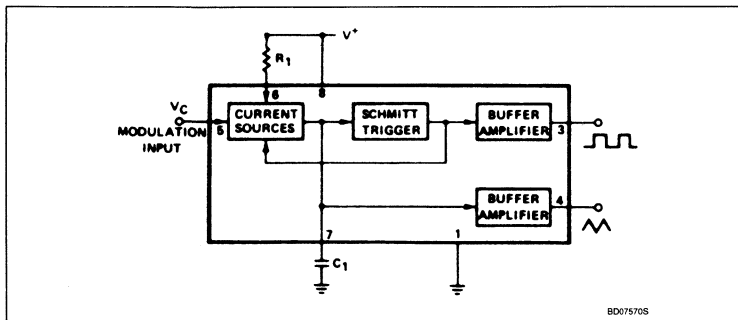 V+
R1
6
8
VC
MODULATION
INPUT
5
CURRENT
SOURCES
SCHMITT
TRIGGER
BUFFER
AMPLIFIER
3
BUFFER
AMPLIFIER
4
7
1
C1
BD07570S